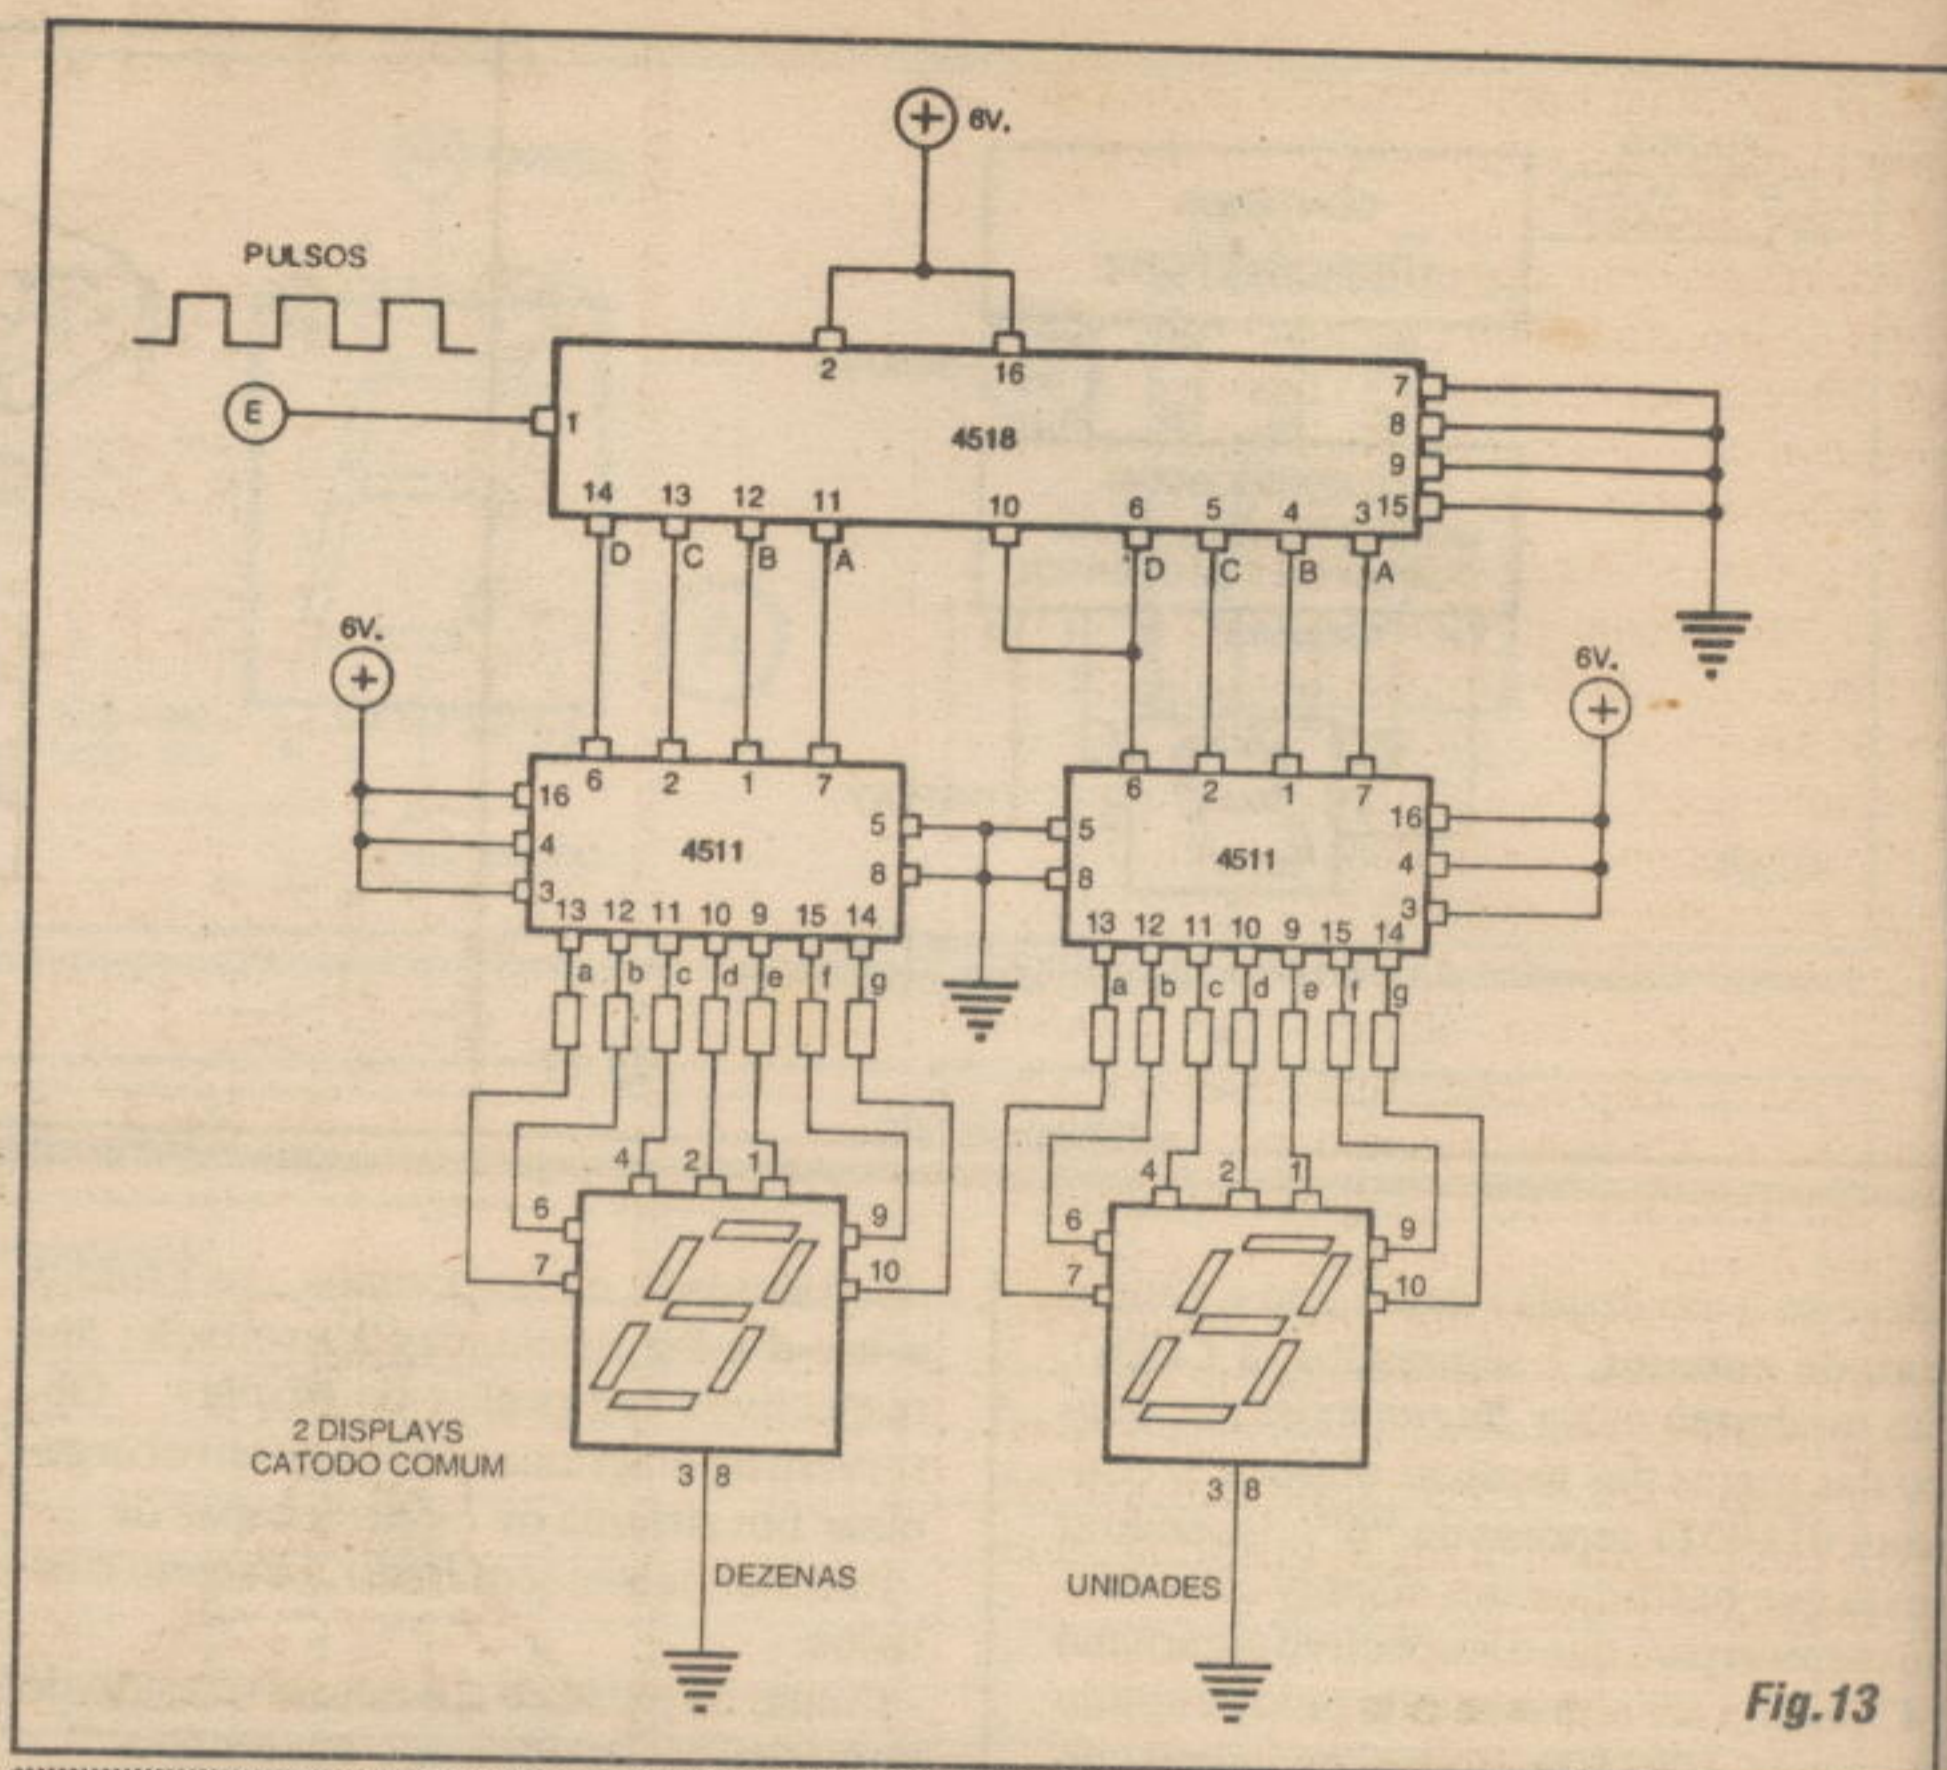 6V.
PULSOS
2 16
E
1
4518
7
8
9
15
14 13 12 11 10 6 5 4 3
D C B A D C B A
6V.
6V.
6 2 1 7
16
4
3
4511
5
8
13 12 11 10 9 15 14
a b c d e f g
6 2 1 7
5
8
4511
16
4
3
13 12 11 10 9 15 14
a b c d e f g
4 2 1
6
7
9
10
4 2 1
6
7
9
10
2 DISPLAYS
CATODO COMUM
3 8
3 8
DEZENAS
UNIDADES
Fig.13